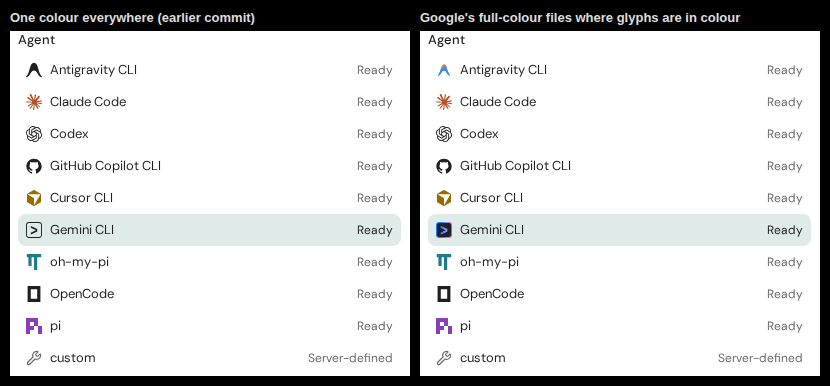 One colour everywhere (earlier commit)
Agent
Antigravity CLI Ready
Claude Code Ready
Codex Ready
GitHub Copilot CLI Ready
Cursor CLI Ready
Gemini CLI Ready
oh-my-pi Ready
OpenCode Ready
pi Ready
custom Server-defined
Google's full-colour files where glyphs are in colour
Agent
Antigravity CLI Ready
Claude Code Ready
Codex Ready
GitHub Copilot CLI Ready
Cursor CLI Ready
Gemini CLI Ready
oh-my-pi Ready
OpenCode Ready
pi Ready
custom Server-defined